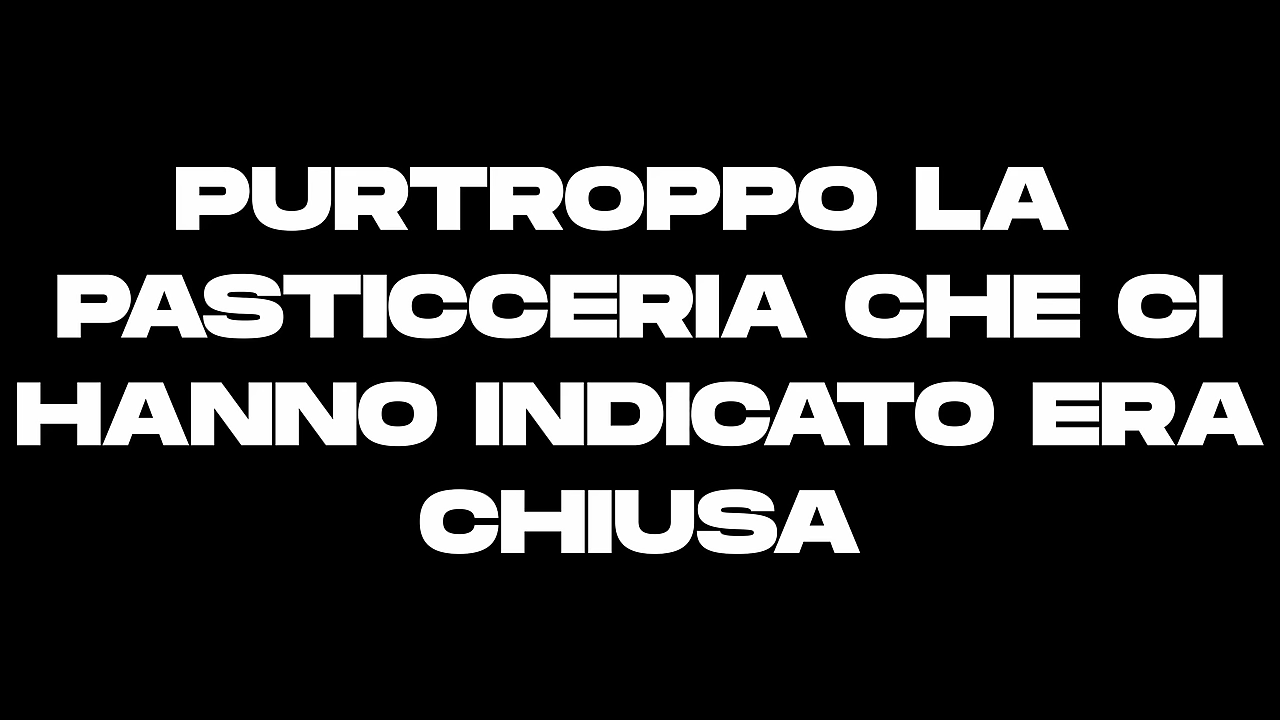 PURTROPPO LA
PASTICCERIA CHE CI
HANNO INDICATO ERA
CHIUSA